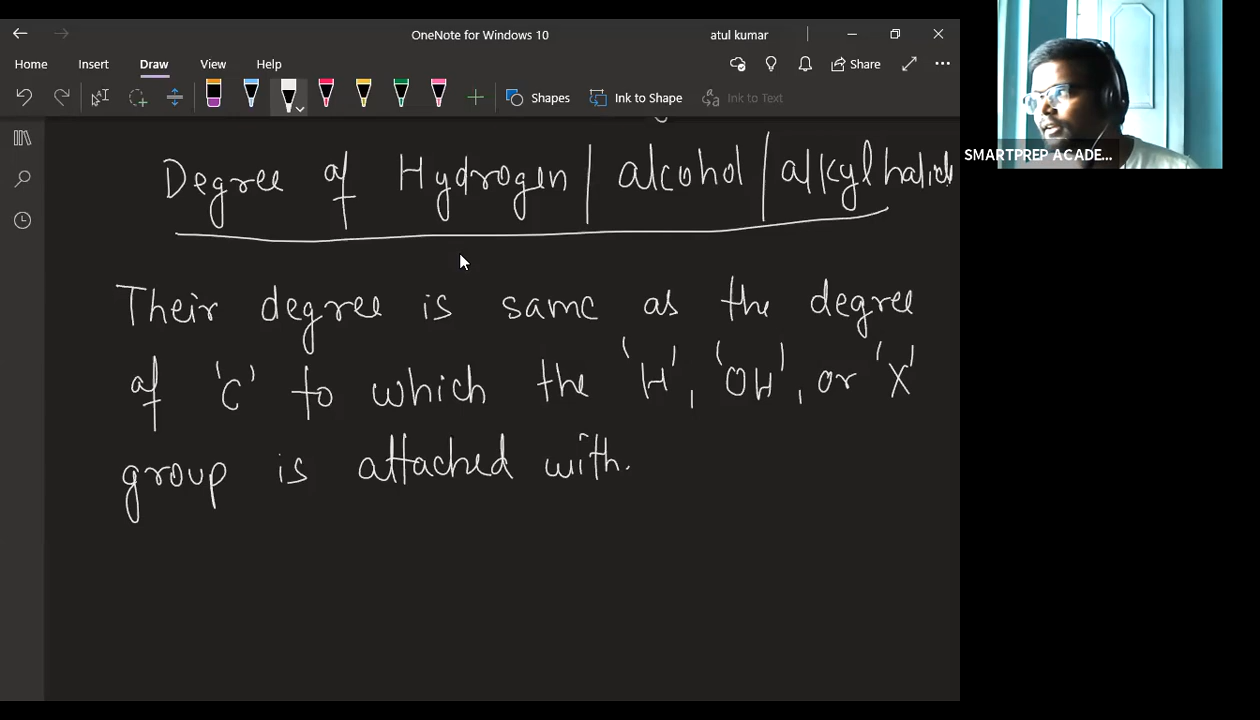 OneNote for Windows 10
atul kumar
Home Insert Draw View Help
Share
Shapes Ink to Shape Ink to Text
SMARTPREP ACADE...
Degree of Hydrogen / alcohol / alkyl halide
Their degree is same as the degree
of 'C' to which the 'H', 'OH', or 'X'
group is attached with.